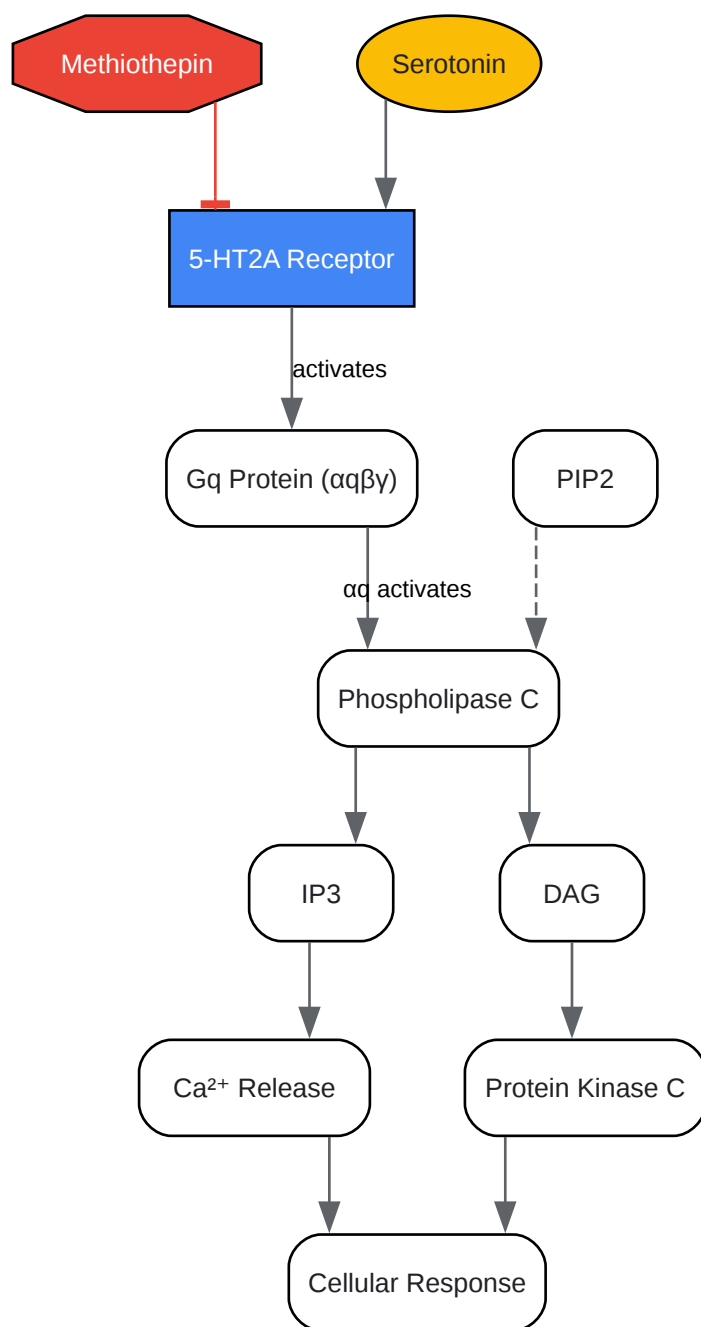 Methiothepin
Serotonin
5-HT2A Receptor
activates
Gq Protein (αqβγ)
PIP2
αq activates
Phospholipase C
IP3
DAG
Ca²⁺ Release
Protein Kinase C
Cellular Response